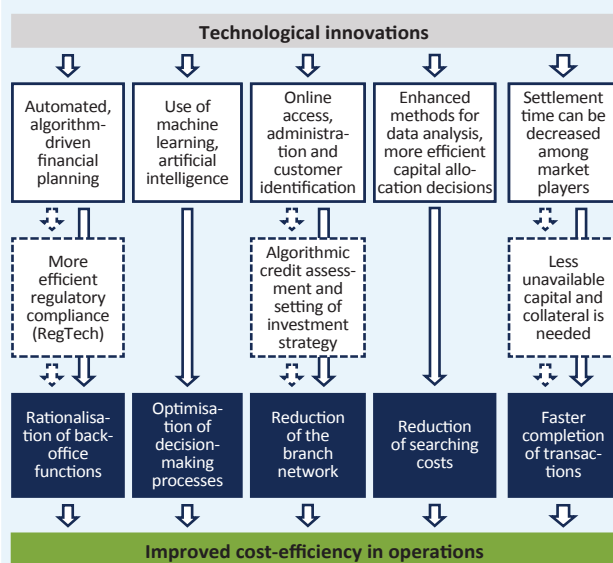 Technological innovations
Automated,
algorithm-
driven
financial
planning
Use of
machine
learning,
artificial
intelligence
Online
access,
administra-
tion and
customer
identification
Enhanced
methods for
data analysis,
more efficient
capital allo-
cation decisions
Settlement
time can be
decreased
among
market
players
More
efficient
regulatory
compliance
(RegTech)
Algorithmic
credit assess-
ment and
setting of
investment
strategy
Less
unavailable
capital and
collateral is
needed
Rationalisa-
tion of back-
office
functions
Optimisa-
tion of
decision-
making
processes
Reduction
of the
branch
network
Reduction
of searching
costs
Faster
completion
of transac-
tions
Improved cost-efficiency in operations